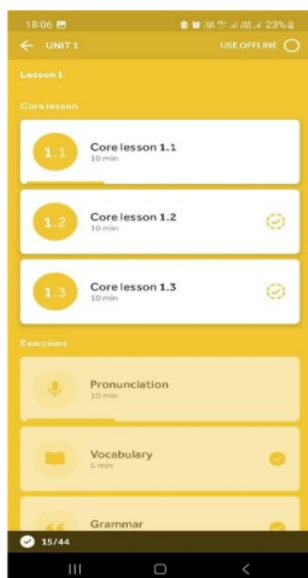 18:06 23%
UNIT 1 USE OFFLINE
Lesson 1
Core lesson
1.1 Core lesson 1.1
10 min
1.2 Core lesson 1.2
10 min
1.3 Core lesson 1.3
10 min
Exercises
Pronunciation
10 min
Vocabulary
5 min
Grammar
15/44